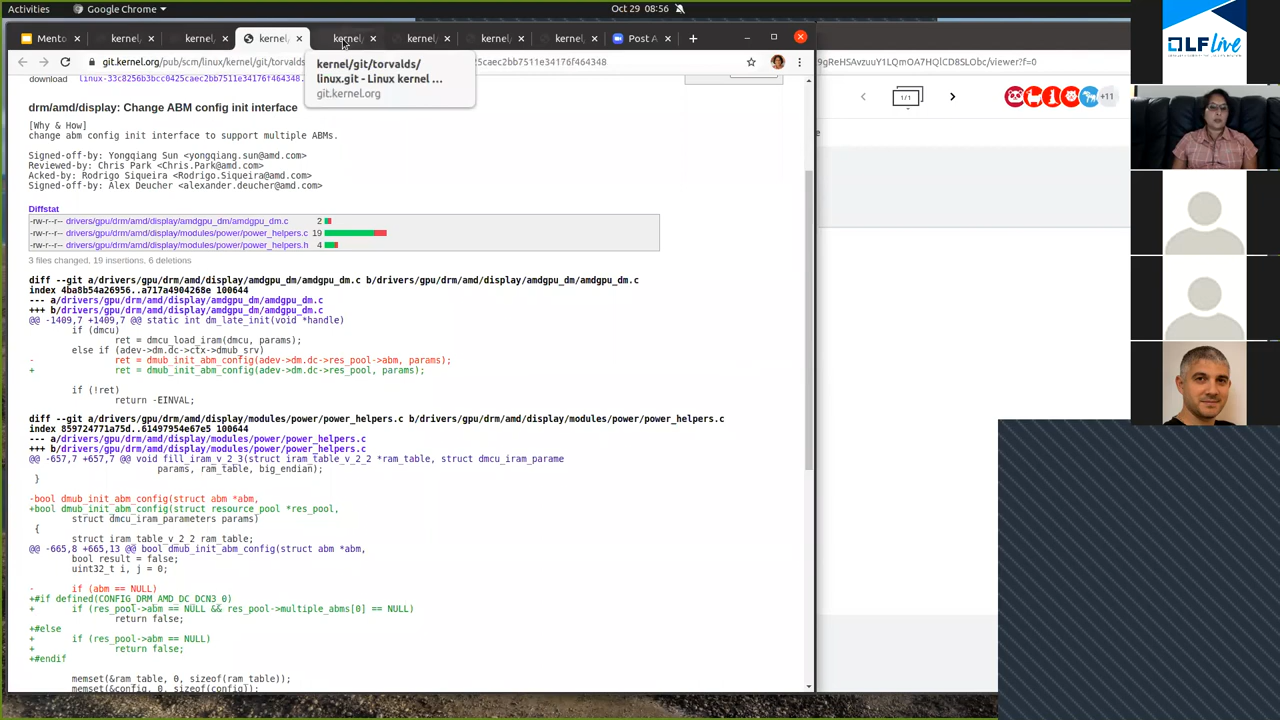 Activities
Google Chrome
Oct 29 08:56
Mento
kernel/
kernel/
kernel/
kernel/
kernel/
kernel/
kernel/
Post A
git.kernel.org/pub/scm/linux/kernel/git/torvalds
5caec2bb7e11e34176f464348
9gReHSAvzuuY1LQmOA7HQlCD8SLObc/viewer?f=0
kernel/git/torvalds/
linux.git - Linux kernel ...
git.kernel.org
download linux-33c8256b3bcc0425caec2bb7e11e34176f464348.
1/1
+11
LFlive
drm/amd/display: Change ABM config init interface
[Why & How]
change abm config init interface to support multiple ABMs.
Signed-off-by: Yongqiang Sun <yongqiang.sun@amd.com>
Reviewed-by: Chris Park <Chris.Park@amd.com>
Acked-by: Rodrigo Siqueira <Rodrigo.Siqueira@amd.com>
Signed-off-by: Alex Deucher <alexander.deucher@amd.com>
Diffstat
-rw-r--r-- drivers/gpu/drm/amd/display/amdgpu_dm/amdgpu_dm.c 2
-rw-r--r-- drivers/gpu/drm/amd/display/modules/power/power_helpers.c 19
-rw-r--r-- drivers/gpu/drm/amd/display/modules/power/power_helpers.h 4
3 files changed, 19 insertions, 6 deletions
diff --git a/drivers/gpu/drm/amd/display/amdgpu_dm/amdgpu_dm.c b/drivers/gpu/drm/amd/display/amdgpu_dm/amdgpu_dm.c
index 4ba8b54a26956..a717a4904268e 100644
--- a/drivers/gpu/drm/amd/display/amdgpu_dm/amdgpu_dm.c
+++ b/drivers/gpu/drm/amd/display/amdgpu_dm/amdgpu_dm.c
@@ -1409,7 +1409,7 @@ static int dm_late_init(void *handle)
if (dmcu)
ret = dmcu_load_iram(dmcu, params);
else if (adev->dm.dc->ctx->dmub_srv)
- ret = dmub_init_abm_config(adev->dm.dc->res_pool->abm, params);
+ ret = dmub_init_abm_config(adev->dm.dc->res_pool, params);
if (!ret)
return -EINVAL;
diff --git a/drivers/gpu/drm/amd/display/modules/power/power_helpers.c b/drivers/gpu/drm/amd/display/modules/power/power_helpers.c
index 859724771a75d..61497954e67e5 100644
--- a/drivers/gpu/drm/amd/display/modules/power/power_helpers.c
+++ b/drivers/gpu/drm/amd/display/modules/power/power_helpers.c
@@ -657,7 +657,7 @@ void fill_iram_v_2_3(struct iram_table_v_2_2 *ram_table, struct dmcu_iram_parame
params, ram_table, big_endian);
}
-bool dmub_init_abm_config(struct abm *abm,
+bool dmub_init_abm_config(struct resource_pool *res_pool,
struct dmcu_iram_parameters params)
{
struct iram_table_v_2_2 ram_table;
@@ -665,8 +665,13 @@ bool dmub_init_abm_config(struct abm *abm,
bool result = false;
uint32_t i, j = 0;
- if (abm == NULL)
+#if defined(CONFIG_DRM_AMD_DC_DCN3_0)
+ if (res_pool->abm == NULL && res_pool->multiple_abms[0] == NULL)
return false;
+#else
+ if (res_pool->abm == NULL)
+ return false;
+#endif
memset(&ram_table, 0, sizeof(ram_table));
memset(&config, 0, sizeof(config));